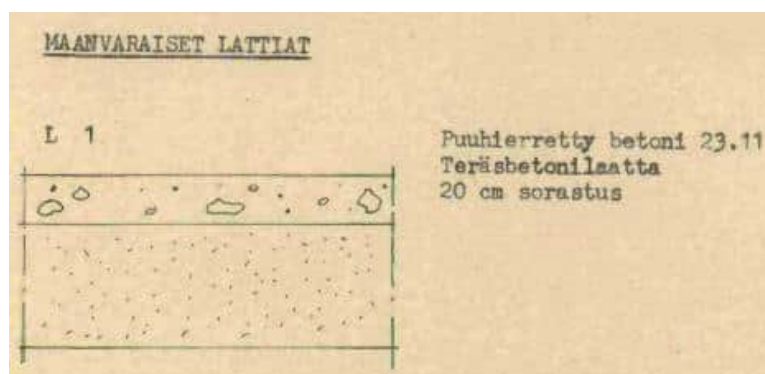 MAANVARAISET LATTIAT
L 1
Puuhierretty betoni 23.11
Teräsbetonilaatta
20 cm sorastus